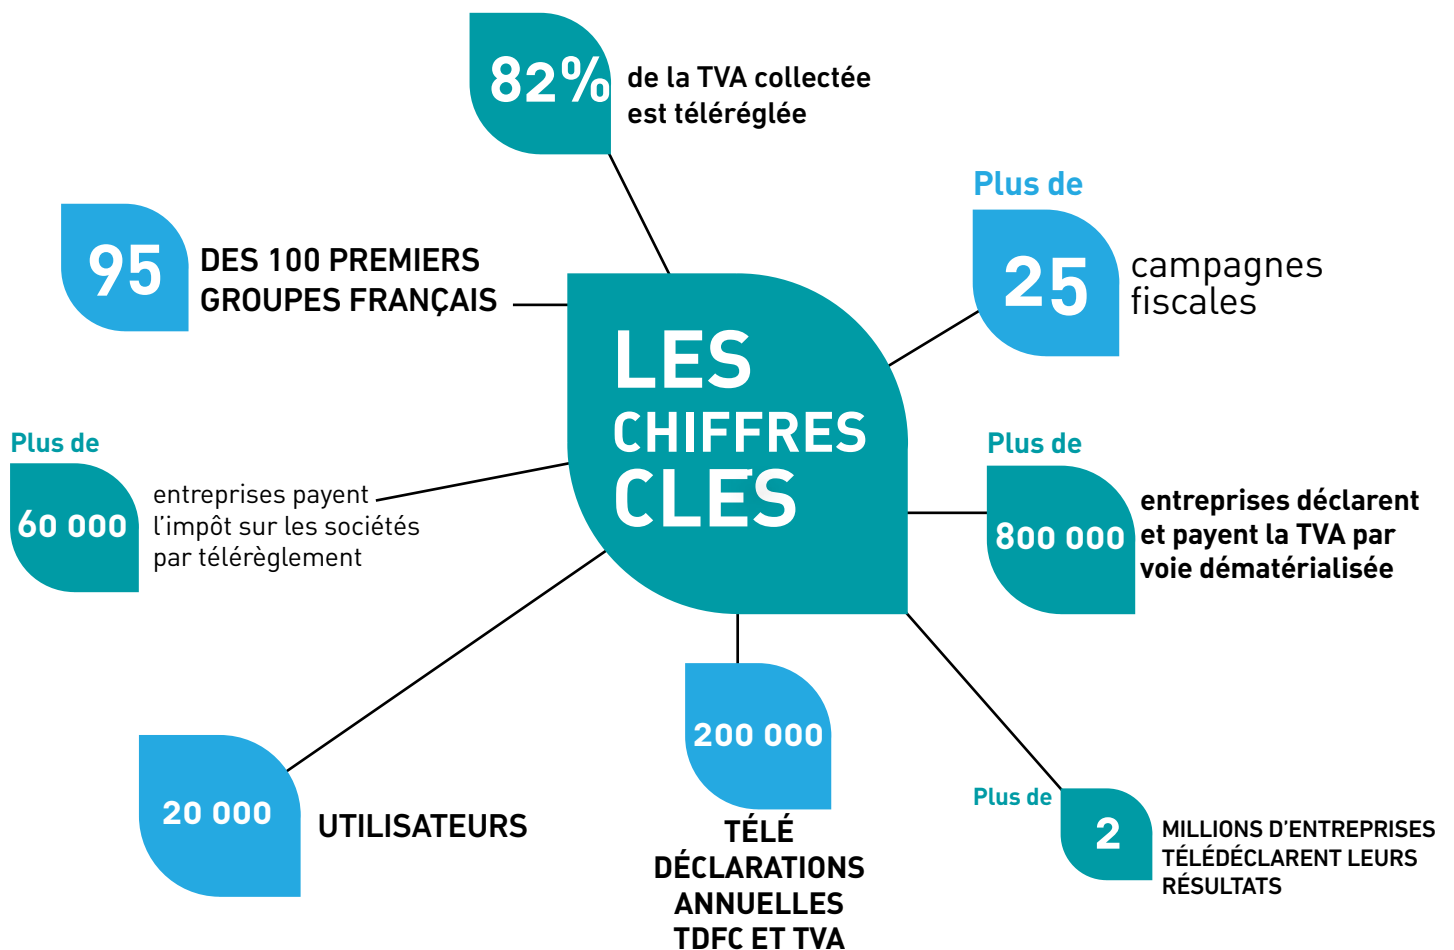 82%
de la TVA collectée
est téléréglée
Plus de
25
campagnes
fiscales
95
DES 100 PREMIERS
GROUPES FRANÇAIS
LES
CHIFFRES
CLES
Plus de
60 000
entreprises payent
l'impôt sur les sociétés
par télérèglement
Plus de
800 000
entreprises déclarent
et payent la TVA par
voie dématérialisée
20 000
UTILISATEURS
200 000
TÉLÉ
DÉCLARATIONS
ANNUELLES
TDFC ET TVA
Plus de
2
MILLIONS D'ENTREPRISES
TÉLÉDÉCLARENT LEURS
RÉSULTATS